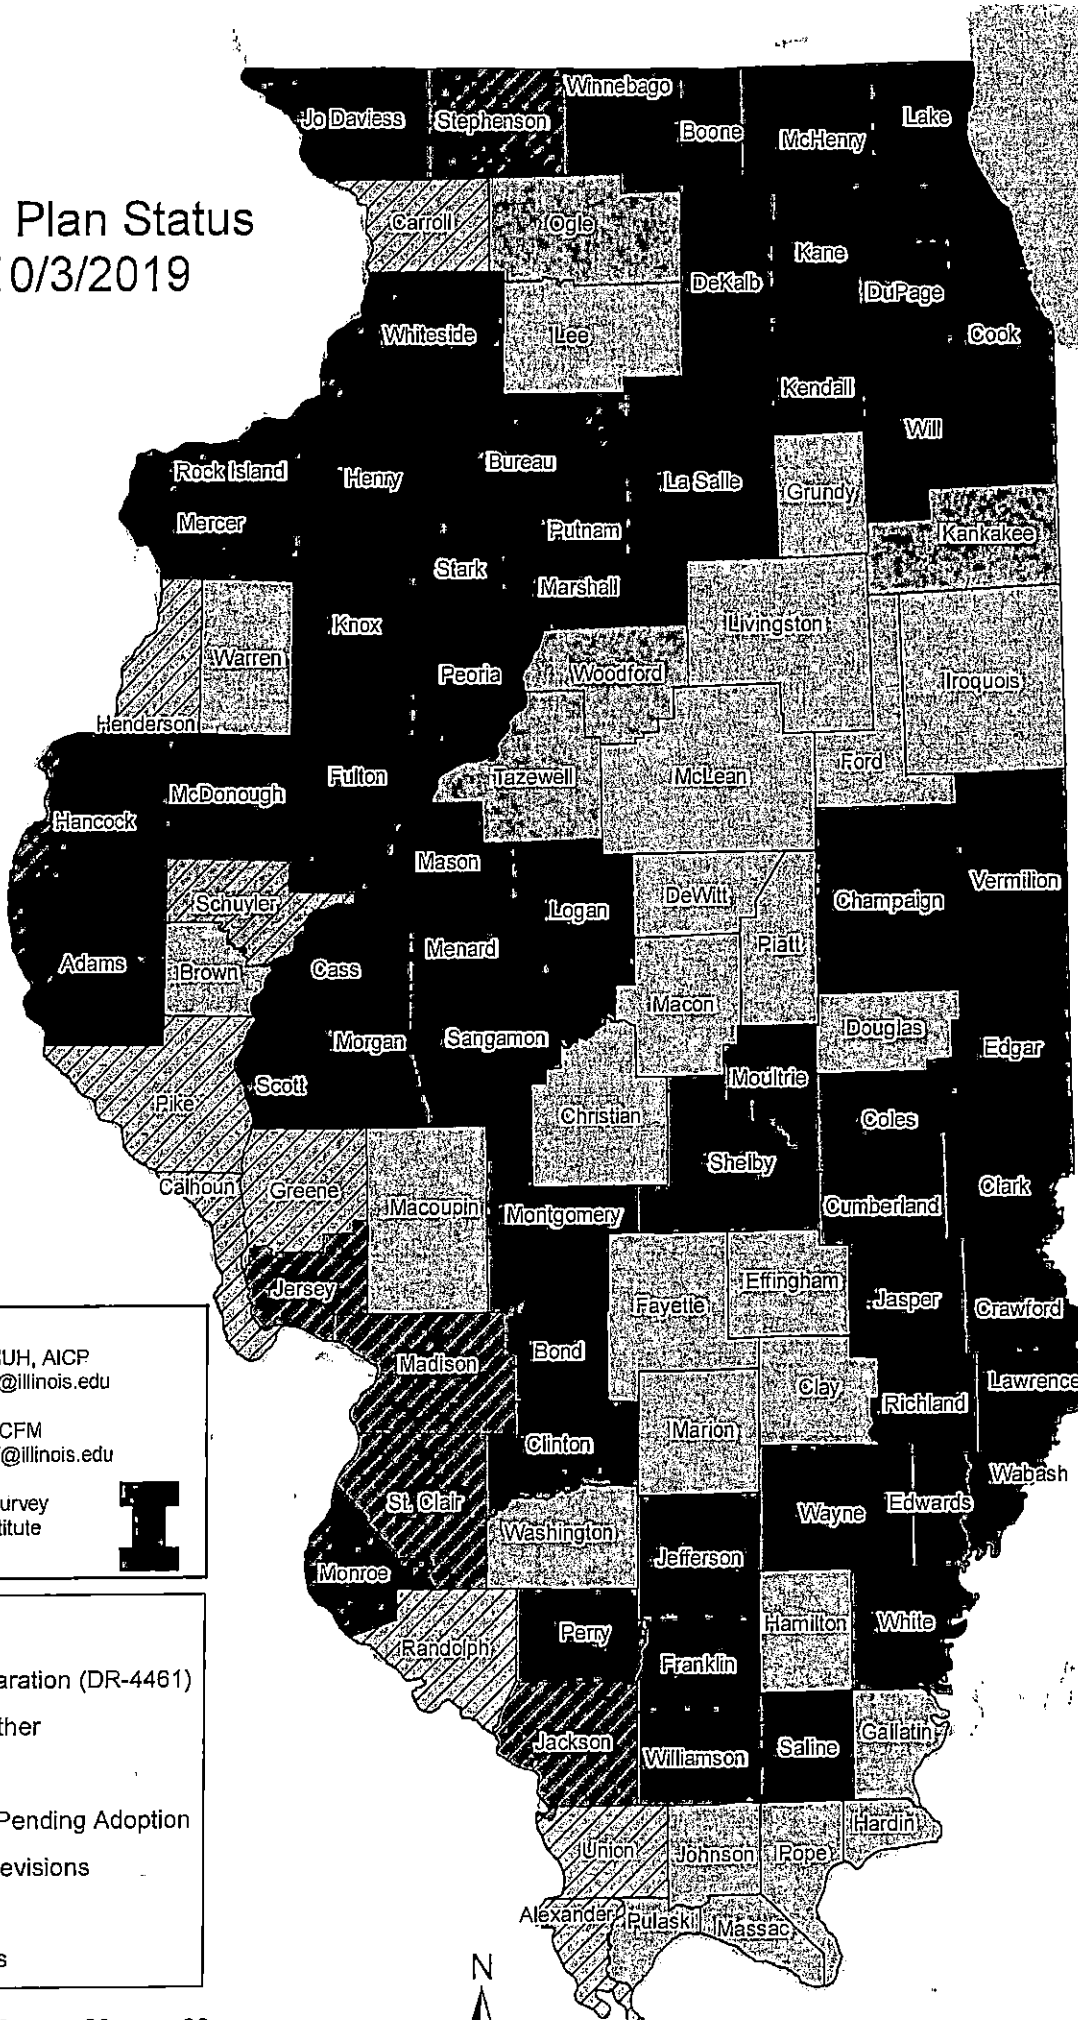 Plan Status
10/3/2019
Jo Daviess
Stephenson
Winnebago
Boone
McHenry
Lake
Carroll
Ogle
DeKalb
Kane
DuPage
Cook
Whiteside
Lee
Kendall
Will
Rock Island
Henry
Bureau
La Salle
Grundy
Mercer
Putnam
Kankakee
Stark
Marshall
Knox
Livingston
Warren
Peoria
Woodford
Iroquois
Henderson
Fulton
Tazewell
McLean
Ford
McDonough
Hancock
Mason
Vermilion
Schuyler
Logan
DeWitt
Champaign
Adams
Brown
Cass
Menard
Piatt
Macon
Morgan
Sangamon
Douglas
Edgar
Scott
Moultrie
Pike
Christian
Coles
Shelby
Calhoun
Greene
Macoupin
Montgomery
Cumberland
Clark
Jersey
Fayette
Effingham
Jasper
Crawford
Madison
Bond
Clay
Richland
Lawrence
Marion
Clinton
Wabash
St. Clair
Washington
Wayne
Edwards
Monroe
Jefferson
Randolph
Perry
Hamilton
White
Franklin
Jackson
Williamson
Saline
Gallatin
Union
Johnson
Pope
Hardin
Alexander
Pulaski
Massac
UH, AICP
@illinois.edu
CFM
@illinois.edu
urvey
titute
I
aration (DR-4461)
ther
Pending Adoption
evisions
s
N